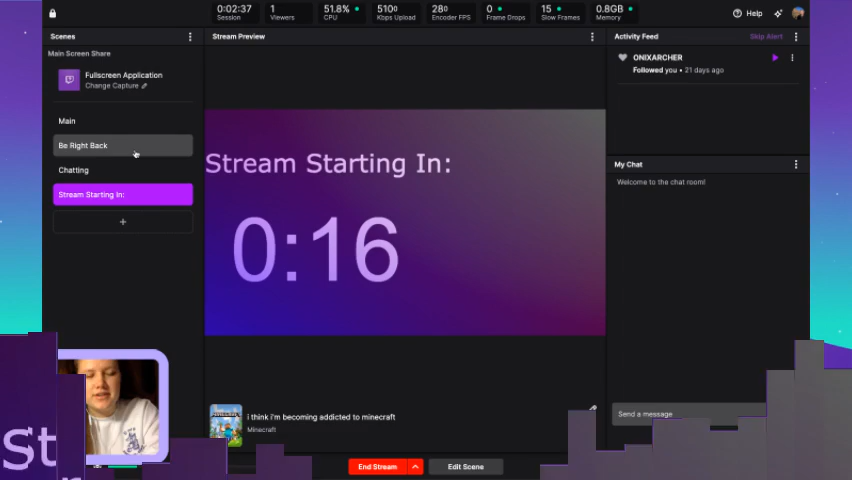 0:02:37
Session
1
Viewers
51.8%
CPU
510
Kbps Upload
28
Encoder FPS
0
Frame Drops
15
Slow Frames
0.8GB
Memory
Help
Scenes
Stream Preview
Activity Feed
Skip Alert
Main Screen Share
Fullscreen Application
Change Capture
ONIXARCHER
Followed you • 21 days ago
Main
Be Right Back
Chatting
Stream Starting In:
+
Stream Starting In:
0:16
My Chat
Welcome to the chat room!
i think i'm becoming addicted to minecraft
Minecraft
Send a message
End Stream
Edit Scene
St